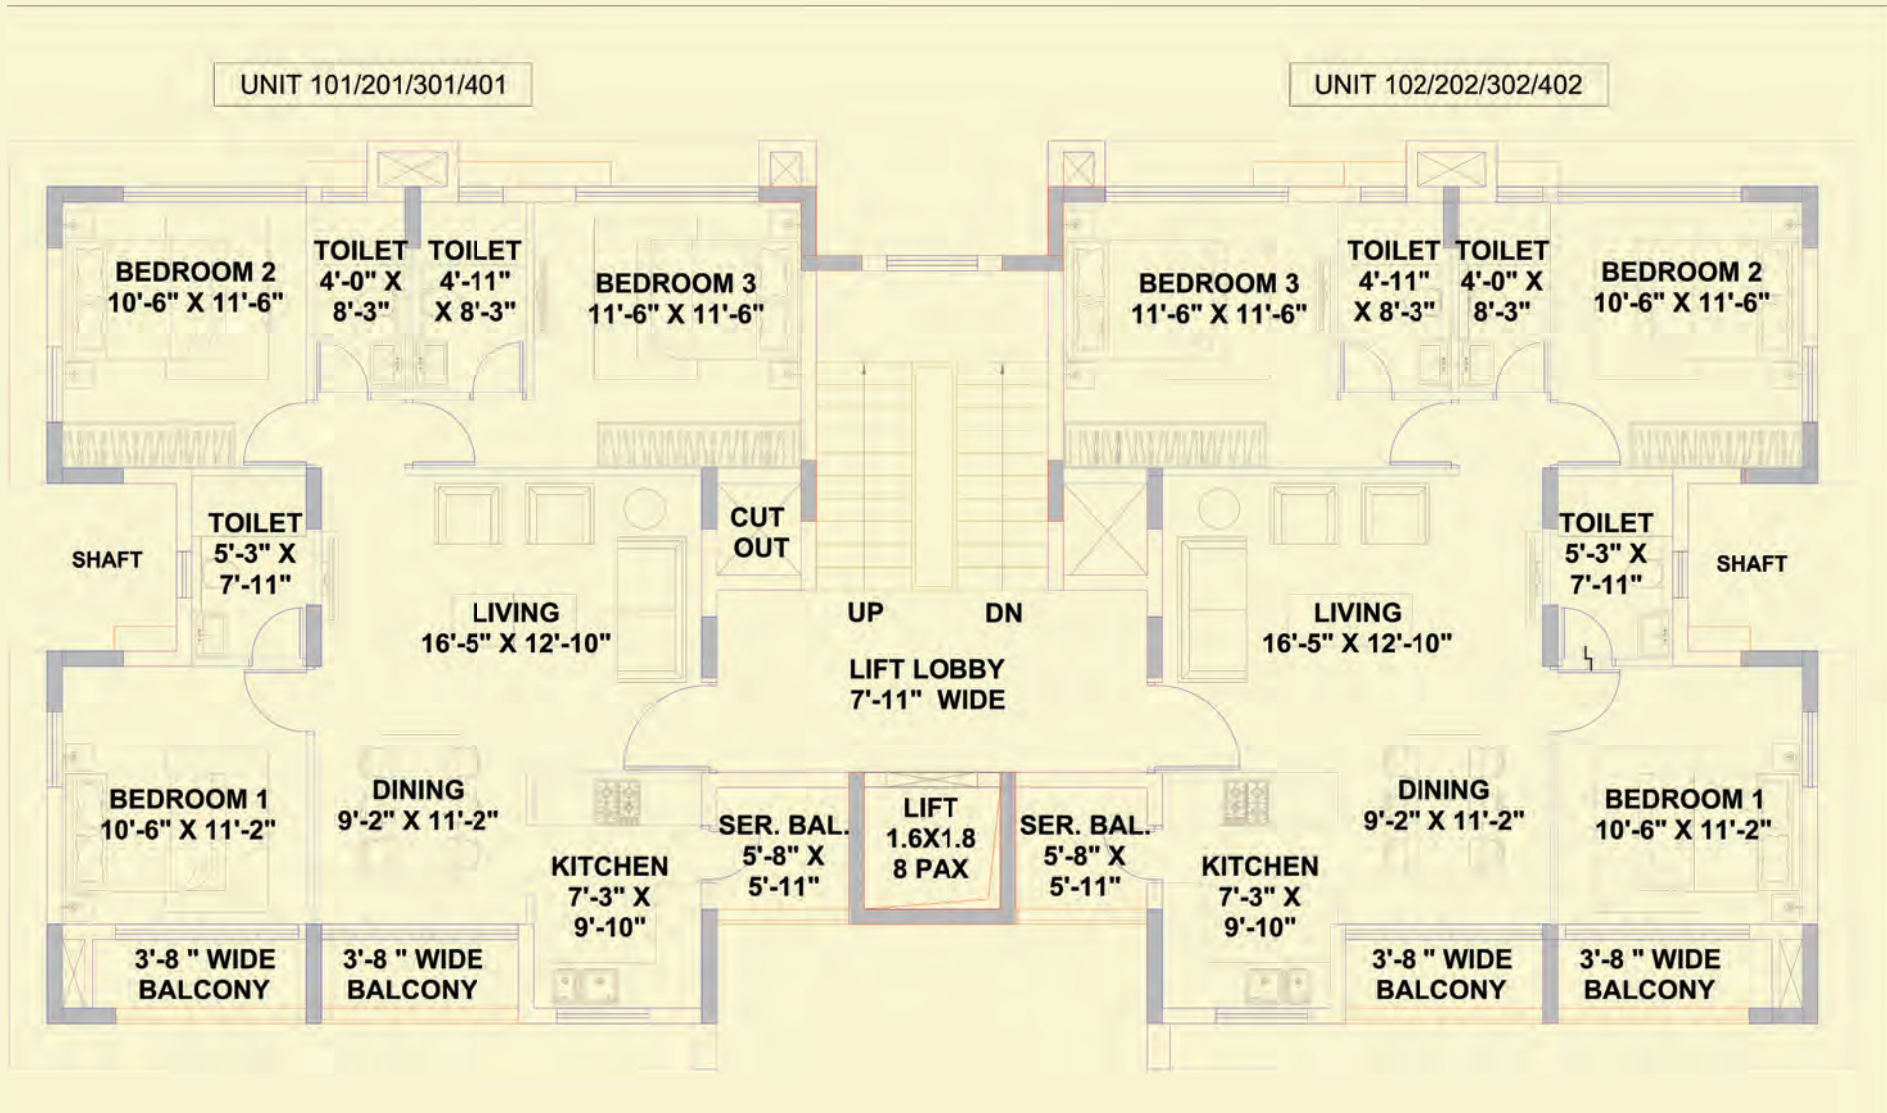 UNIT 101/201/301/401
UNIT 102/202/302/402
BEDROOM 2
10'-6" X 11'-6"
TOILET
4'-0" X
8'-3"
TOILET
4'-11"
X 8'-3"
BEDROOM 3
11'-6" X 11'-6"
BEDROOM 3
11'-6" X 11'-6"
TOILET
4'-11"
X 8'-3"
TOILET
4'-0" X
8'-3"
BEDROOM 2
10'-6" X 11'-6"
SHAFT
TOILET
5'-3" X
7'-11"
LIVING
16'-5" X 12'-10"
CUT
OUT
UP
DN
LIFT LOBBY
7'-11" WIDE
LIVING
16'-5" X 12'-10"
TOILET
5'-3" X
7'-11"
SHAFT
BEDROOM 1
10'-6" X 11'-2"
DINING
9'-2" X 11'-2"
KITCHEN
7'-3" X
9'-10"
SER. BAL.
5'-8" X
5'-11"
LIFT
1.6X1.8
8 PAX
SER. BAL.
5'-8" X
5'-11"
KITCHEN
7'-3" X
9'-10"
DINING
9'-2" X 11'-2"
BEDROOM 1
10'-6" X 11'-2"
3'-8 " WIDE
BALCONY
3'-8 " WIDE
BALCONY
3'-8 " WIDE
BALCONY
3'-8 " WIDE
BALCONY